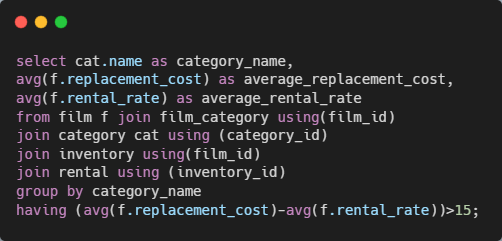 select cat.name as category_name,
avg(f.replacement_cost) as average_replacement_cost,
avg(f.rental_rate) as average_rental_rate
from film f join film_category using(film_id)
join category cat using (category_id)
join inventory using(film_id)
join rental using (inventory_id)
group by category_name
having (avg(f.replacement_cost)-avg(f.rental_rate))>15;